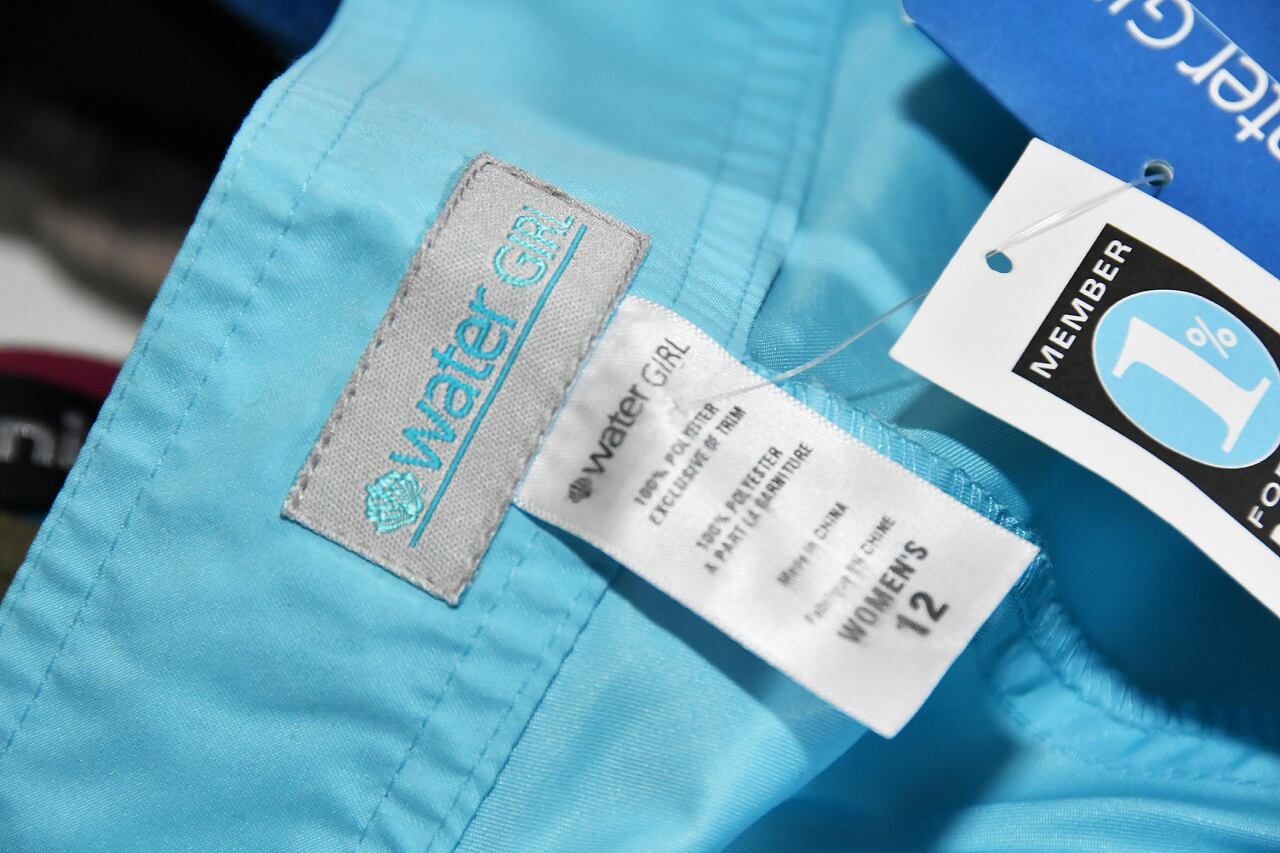 water GIRL
water GIRL
100% POLYESTER
EXCLUSIVE OF TRIM
100% POLYESTER
A PART LA GARNITURE
Made in CHINA
Fabriqué EN CHINE
WOMEN'S
12
MEMBER
1%
ater